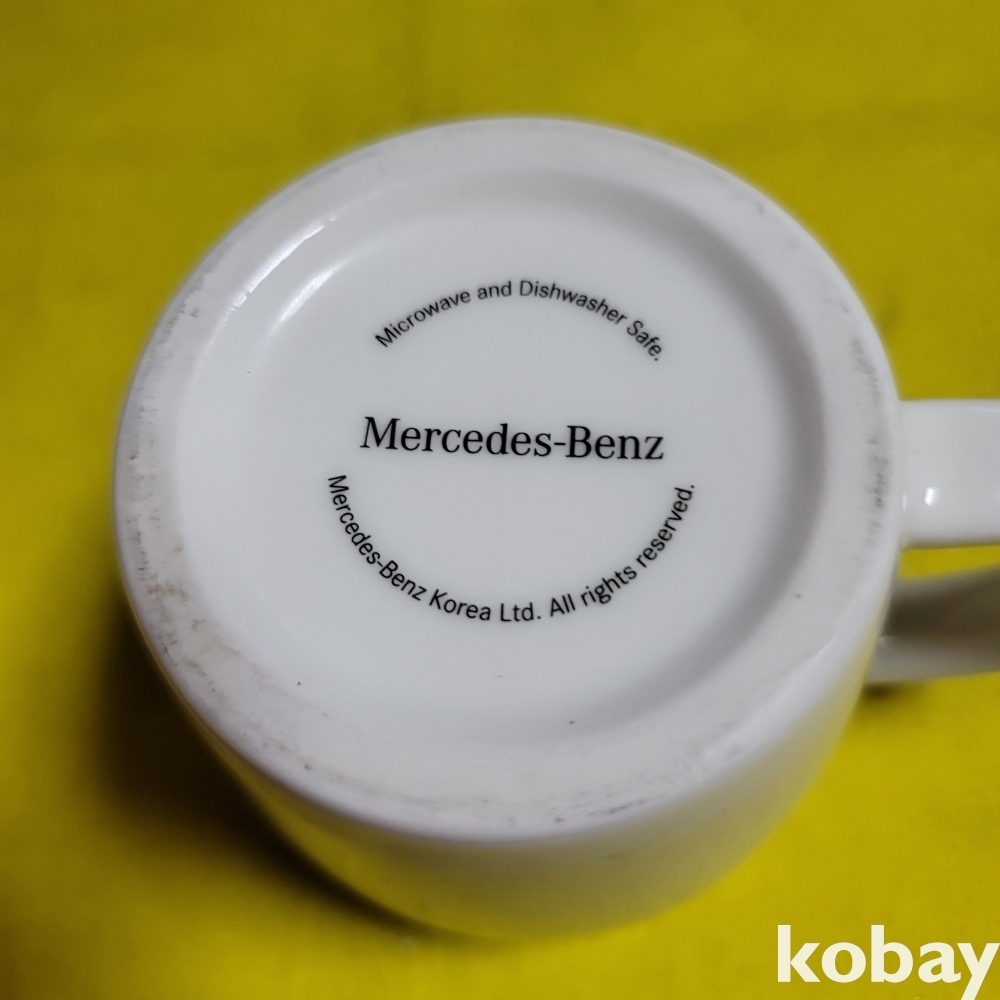 Microwave and Dishwasher Safe.
Mercedes-Benz
Mercedes-Benz Korea Ltd. All rights reserved.
kobay